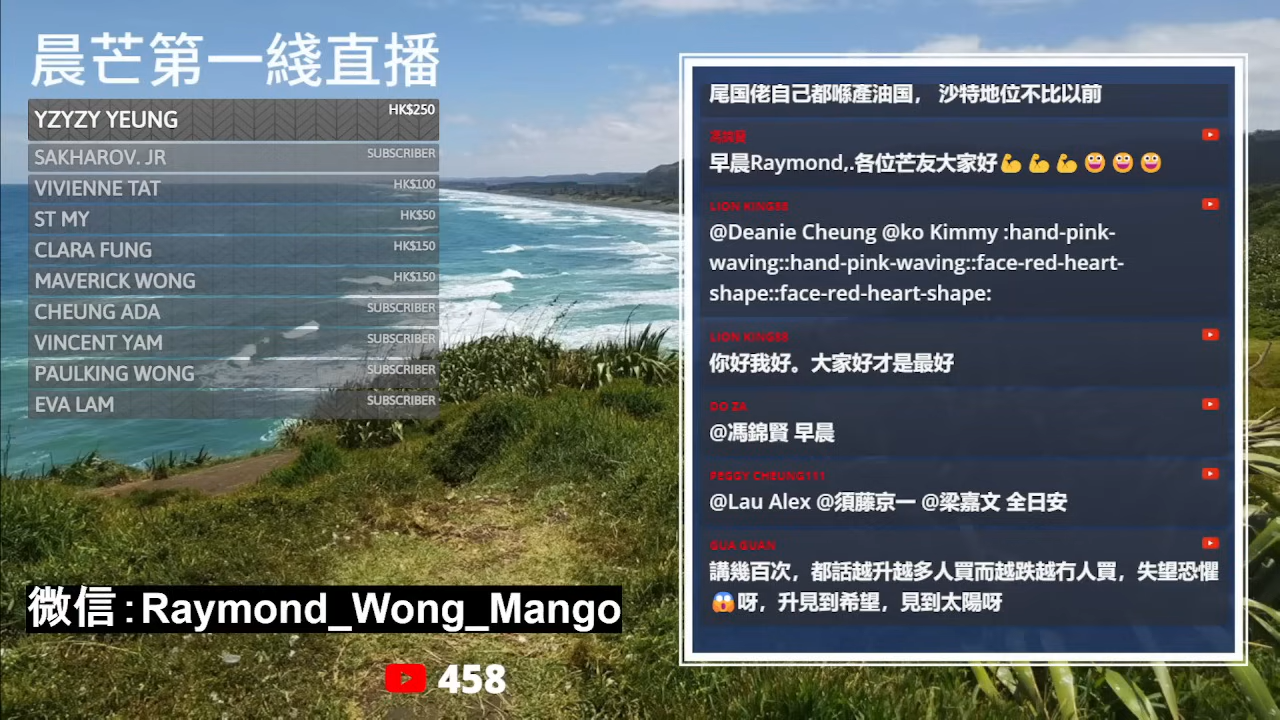 晨芒第一綫直播
YZYZY YEUNG HK$250
SAKHAROV. JR SUBSCRIBER
VIVIENNE TAT HK$100
ST MY HK$50
CLARA FUNG HK$150
MAVERICK WONG HK$150
CHEUNG ADA SUBSCRIBER
VINCENT YAM SUBSCRIBER
PAULKING WONG SUBSCRIBER
EVA LAM SUBSCRIBER
微信:Raymond_Wong_Mango
458
尾国佬自己都喺產油国， 沙特地位不比以前
馮錦賢
早晨Raymond,.各位芒友大家好💪💪💪😀😀😀
LION KING88
@Deanie Cheung @ko Kimmy :hand-pink-
waving::hand-pink-waving::face-red-heart-
shape::face-red-heart-shape:
LION KING88
你好我好。大家好才是最好
DO ZA
@馮錦賢 早晨
PEGGY CHEUNG111
@Lau Alex @須藤京一 @梁嘉文 全日安
GUA GUAN
講幾百次，都話越升越多人買而越跌越冇人買，失望恐懼
😱呀，升見到希望，見到太陽呀